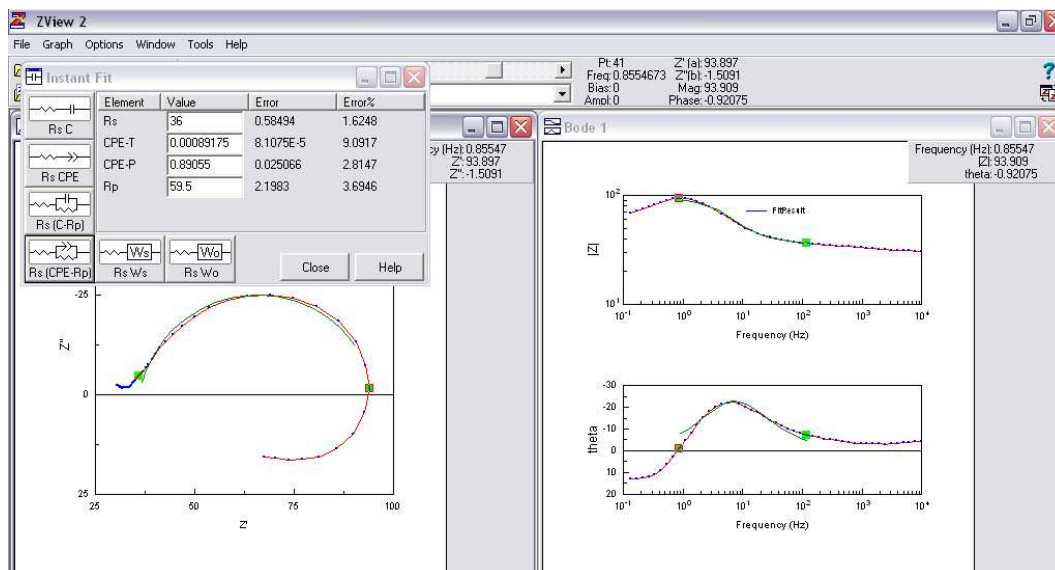 ZView 2
File Graph Options Window Tools Help
Pt: 41 Z' (a): 93.897
Freq: 0.8554673 Z''(b): -1.5091
Bias: 0 Mag: 93.909
Ampl: 0 Phase: -0.92075
Instant Fit
Rs C
Rs CPE
Rs (C-Rp)
Rs (CPE-Rp)
Rs Ws
Rs Wo
Ws
Wo
Element Value Error Error%
Rs 36 0.58494 1.6248
CPE-T 0.00089175 8.1075E-5 9.0917
CPE-P 0.89055 0.025066 2.8147
Rp 59.5 2.1983 3.6946
Close Help
cy (Hz): 0.85547
Z': 93.897
Z'': -1.5091
-25
0
25
Z''
25 50 75 100
Z'
Bode 1
Frequency (Hz): 0.85547
|Z|: 93.909
theta: -0.92075
10²
10¹
|Z|
FitResult
10⁻¹ 10⁰ 10¹ 10² 10³ 10⁴
Frequency (Hz)
-30
-20
-10
0
10
20
theta
10⁻¹ 10⁰ 10¹ 10² 10³ 10⁴
Frequency (Hz)